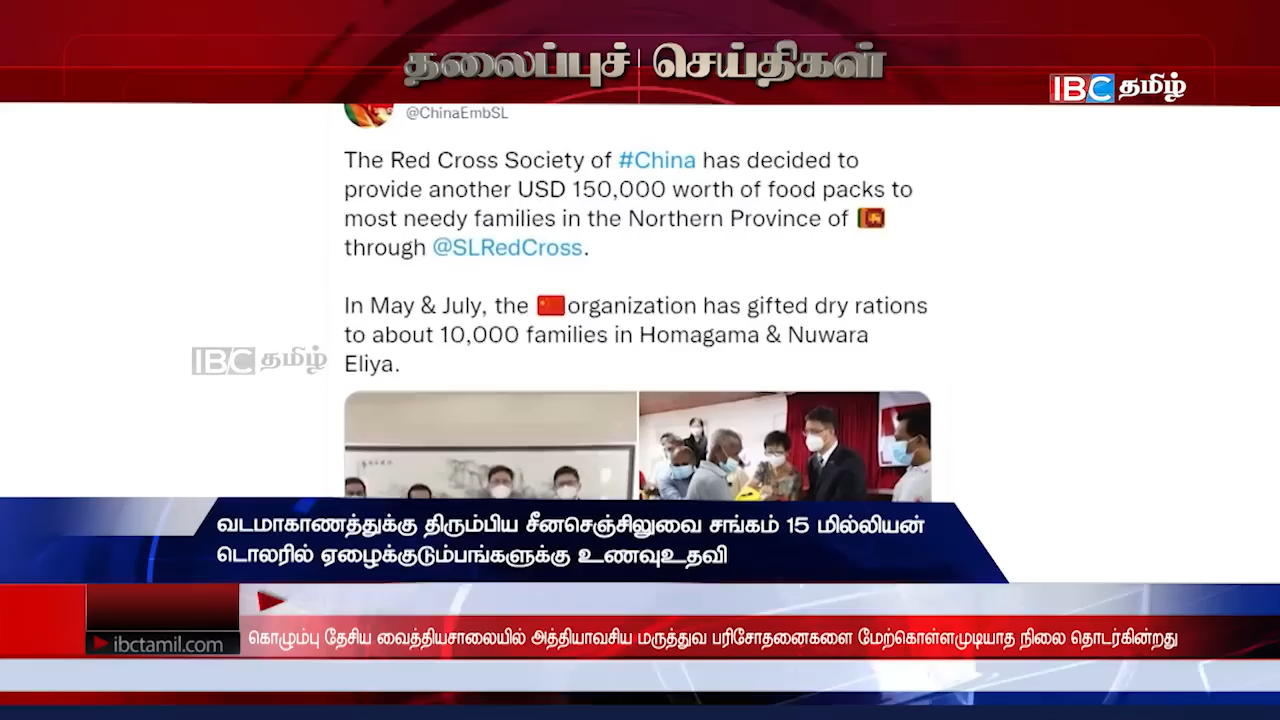 தலைப்புச் செய்திகள்
IBC தமிழ்
@ChinaEmbSL
The Red Cross Society of #China has decided to
provide another USD 150,000 worth of food packs to
most needy families in the Northern Province of
through @SLRedCross.
In May & July, the organization has gifted dry rations
to about 10,000 families in Homagama & Nuwara
Eliya.
IBC தமிழ்
வடமாகாணத்துக்கு திரும்பிய சீனசெஞ்சிலுவை சங்கம் 15 மில்லியன்
டொலரில் ஏழைக்குடும்பங்களுக்கு உணவுஉதவி
கொழும்பு தேசிய வைத்தியசாலையில் அத்தியாவசிய மருத்துவ பரிசோதனைகளை மேற்கொள்ளமுடியாத நிலை தொடர்கின்றது
ibctamil.com